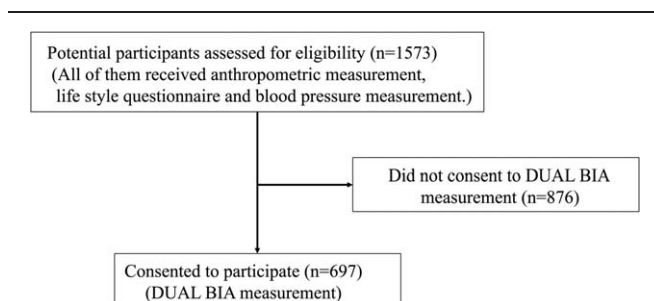 Potential participants assessed for eligibility (n=1573)
(All of them received anthropometric measurement,
life style questionnaire and blood pressure measurement.)
Did not consent to DUAL BIA
measurement (n=876)
Consented to participate (n=697)
(DUAL BIA measurement)